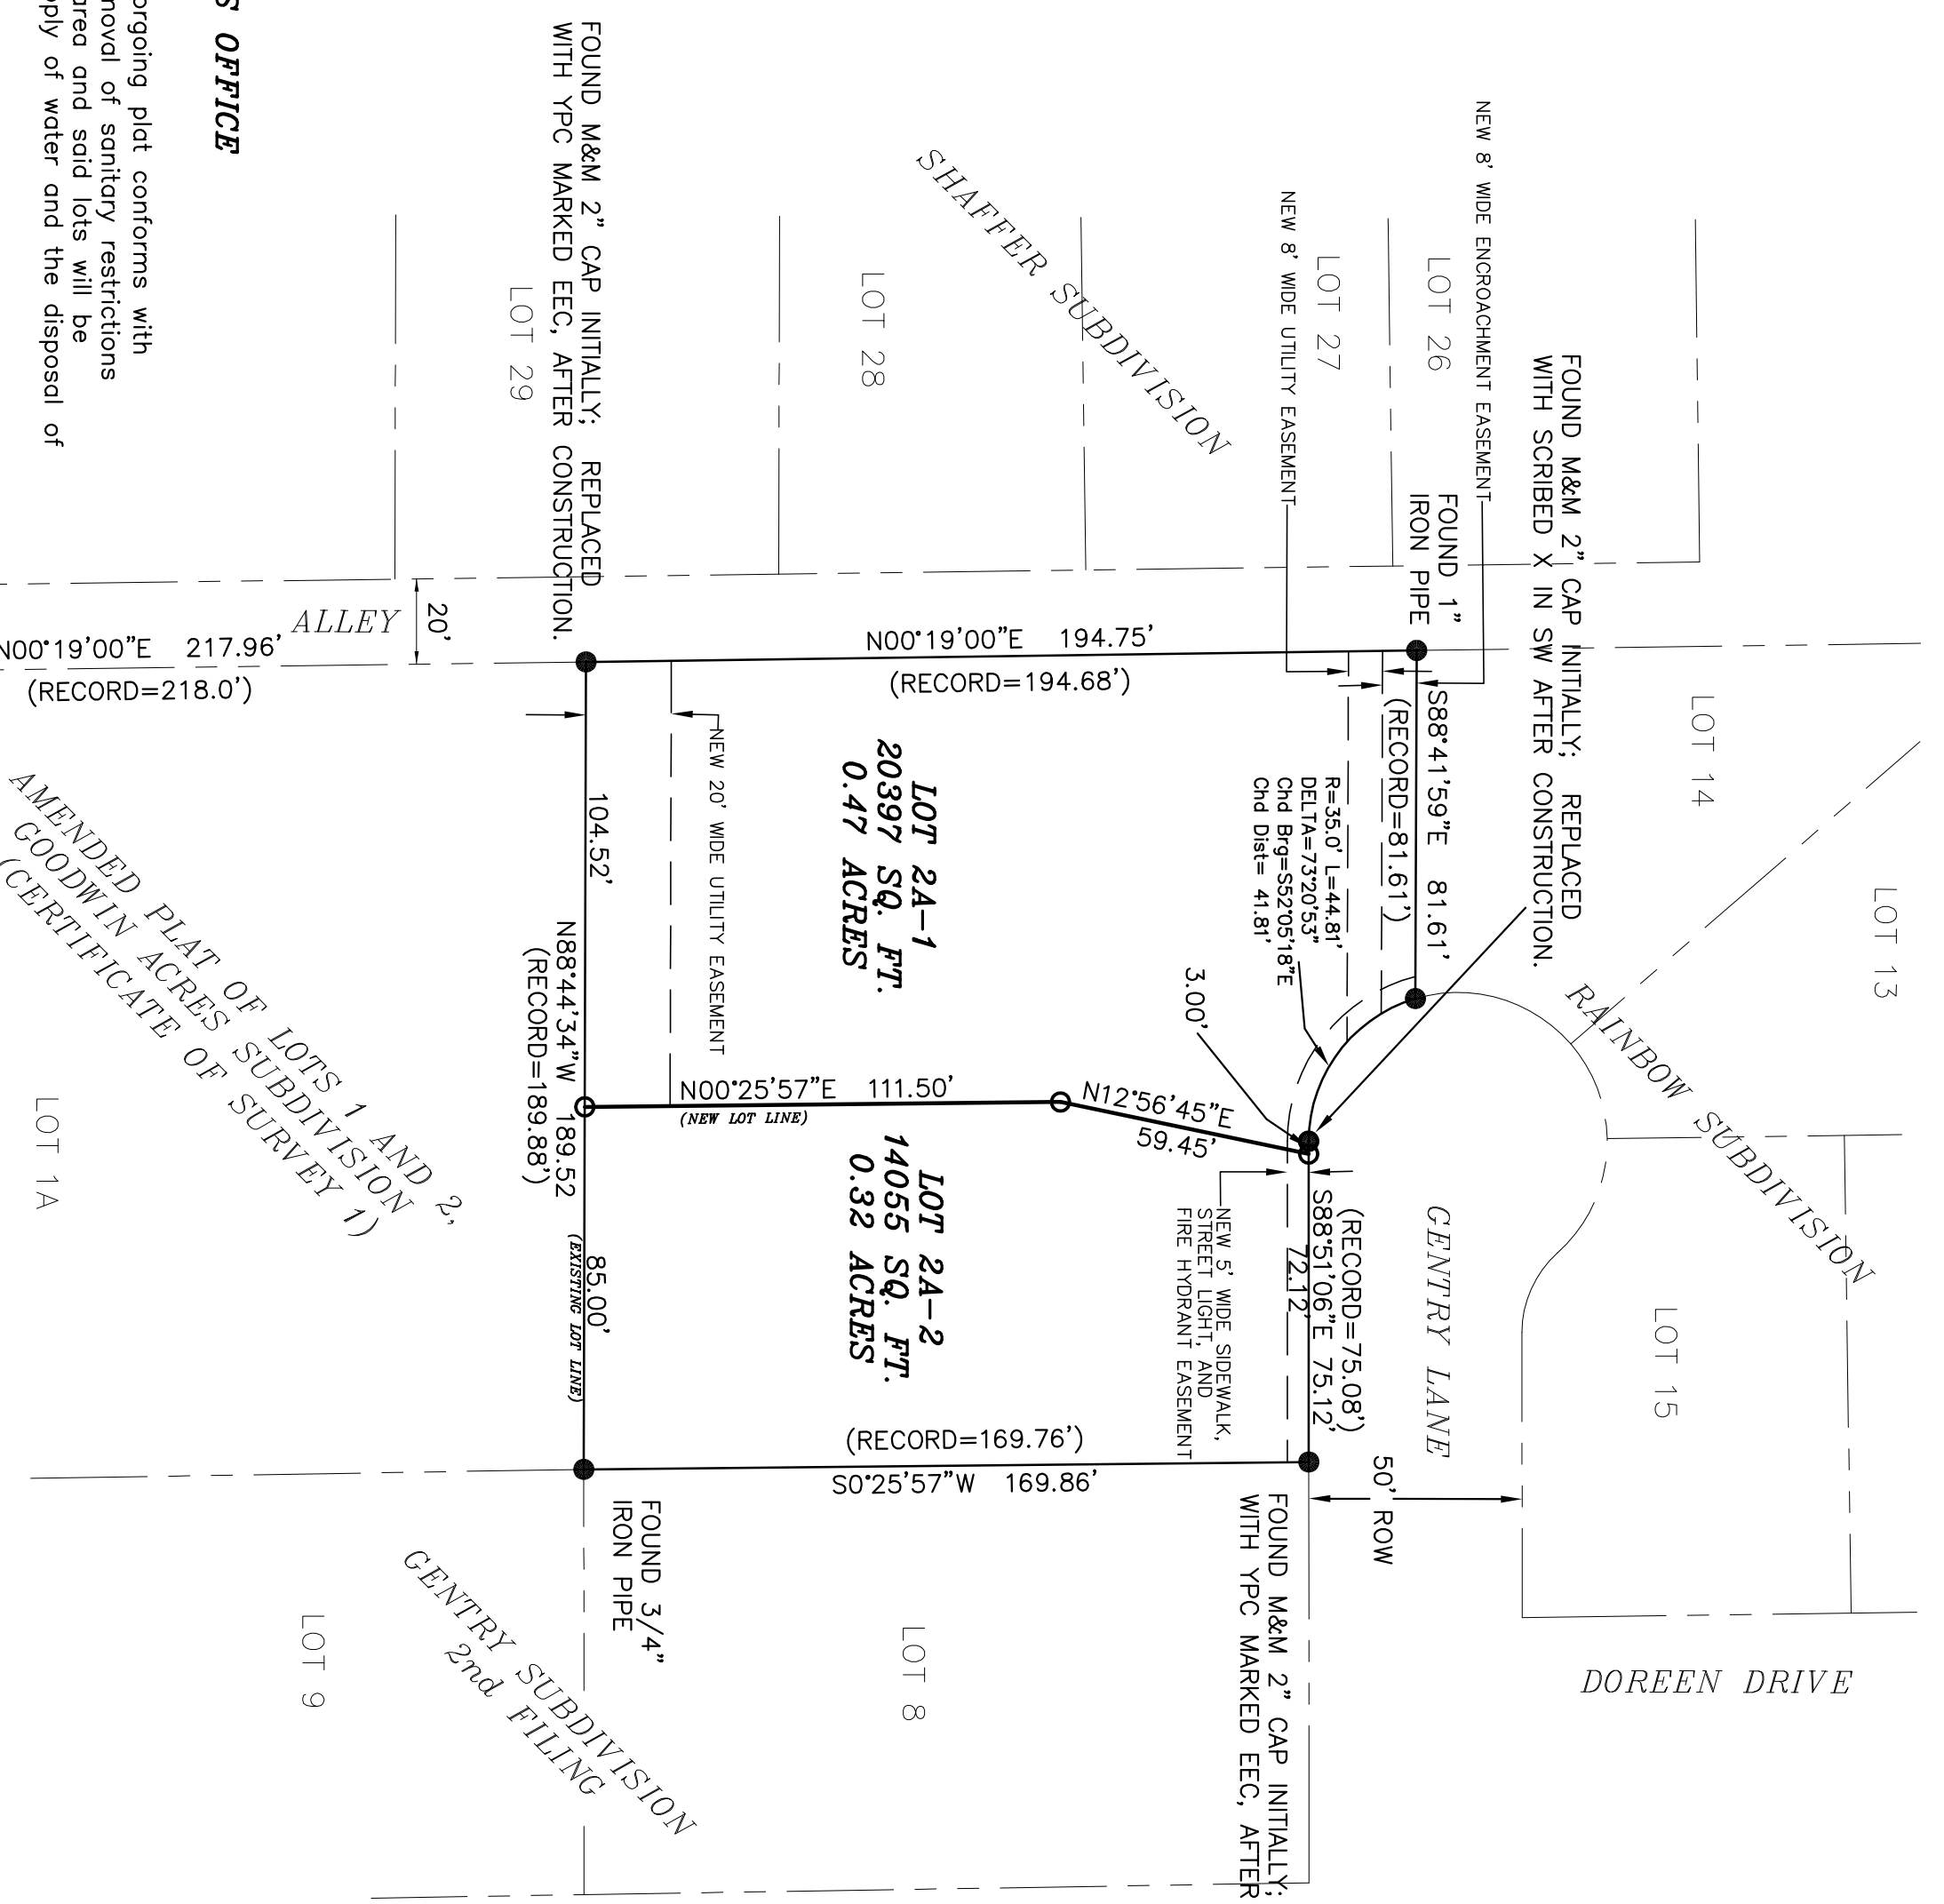 S OFFICE
orgoing plat conforms with
noval of sanitary restrictions
area and said lots will be
pply of water and the disposal of
FOUND M&M 2" CAP INITIALLY; REPLACED
WITH YPC MARKED EEC, AFTER CONSTRUCTION.
SHAFFER SUBDIVISION
NEW 8' WIDE ENCROACHMENT EASEMENT
NEW 8' WIDE UTILITY EASEMENT
LOT 26
LOT 27
LOT 28
LOT 29
FOUND M&M 2" CAP INITIALLY; REPLACED
WITH SCRIBED X IN SW AFTER CONSTRUCTION.
FOUND 1"
IRON PIPE
ALLEY
20'
N00°19'00"E 217.96'
(RECORD=218.0')
N00°19'00"E 194.75'
(RECORD=194.68')
S88°41'59"E 81.61'
(RECORD=81.61')
R=35.0' L=44.81'
DELTA=73°20'53"
Chd Brg=S52°05'18"E
Chd Dist= 41.81'
3.00'
NEW 20' WIDE UTILITY EASEMENT
LOT 2A-1
20397 SQ. FT.
0.47 ACRES
104.52'
N88°44'34"W 189.52
(RECORD=189.88')
85.00'
(EXISTING LOT LINE)
N00°25'57"E 111.50'
(NEW LOT LINE)
N12°56'45"E
59.45'
LOT 2A-2
14055 SQ. FT.
0.32 ACRES
NEW 5' WIDE SIDEWALK,
STREET LIGHT, AND
FIRE HYDRANT EASEMENT
(RECORD=75.08')
S88°51'06"E 75.12'
72.12'
(RECORD=169.76')
S0°25'57"W 169.86'
GENTRY LANE
50' ROW
LOT 14
LOT 13
RAINBOW SUBDIVISION
LOT 15
DOREEN DRIVE
AMENDED PLAT OF LOTS 1 AND 2,
GOODWIN ACRES SUBDIVISION
(CERTIFICATE OF SURVEY 1)
LOT 1A
FOUND 3/4"
IRON PIPE
FOUND M&M 2" CAP INITIALLY;
WITH YPC MARKED EEC, AFTER
GENTRY SUBDIVISION
2nd FILING
LOT 8
LOT 9